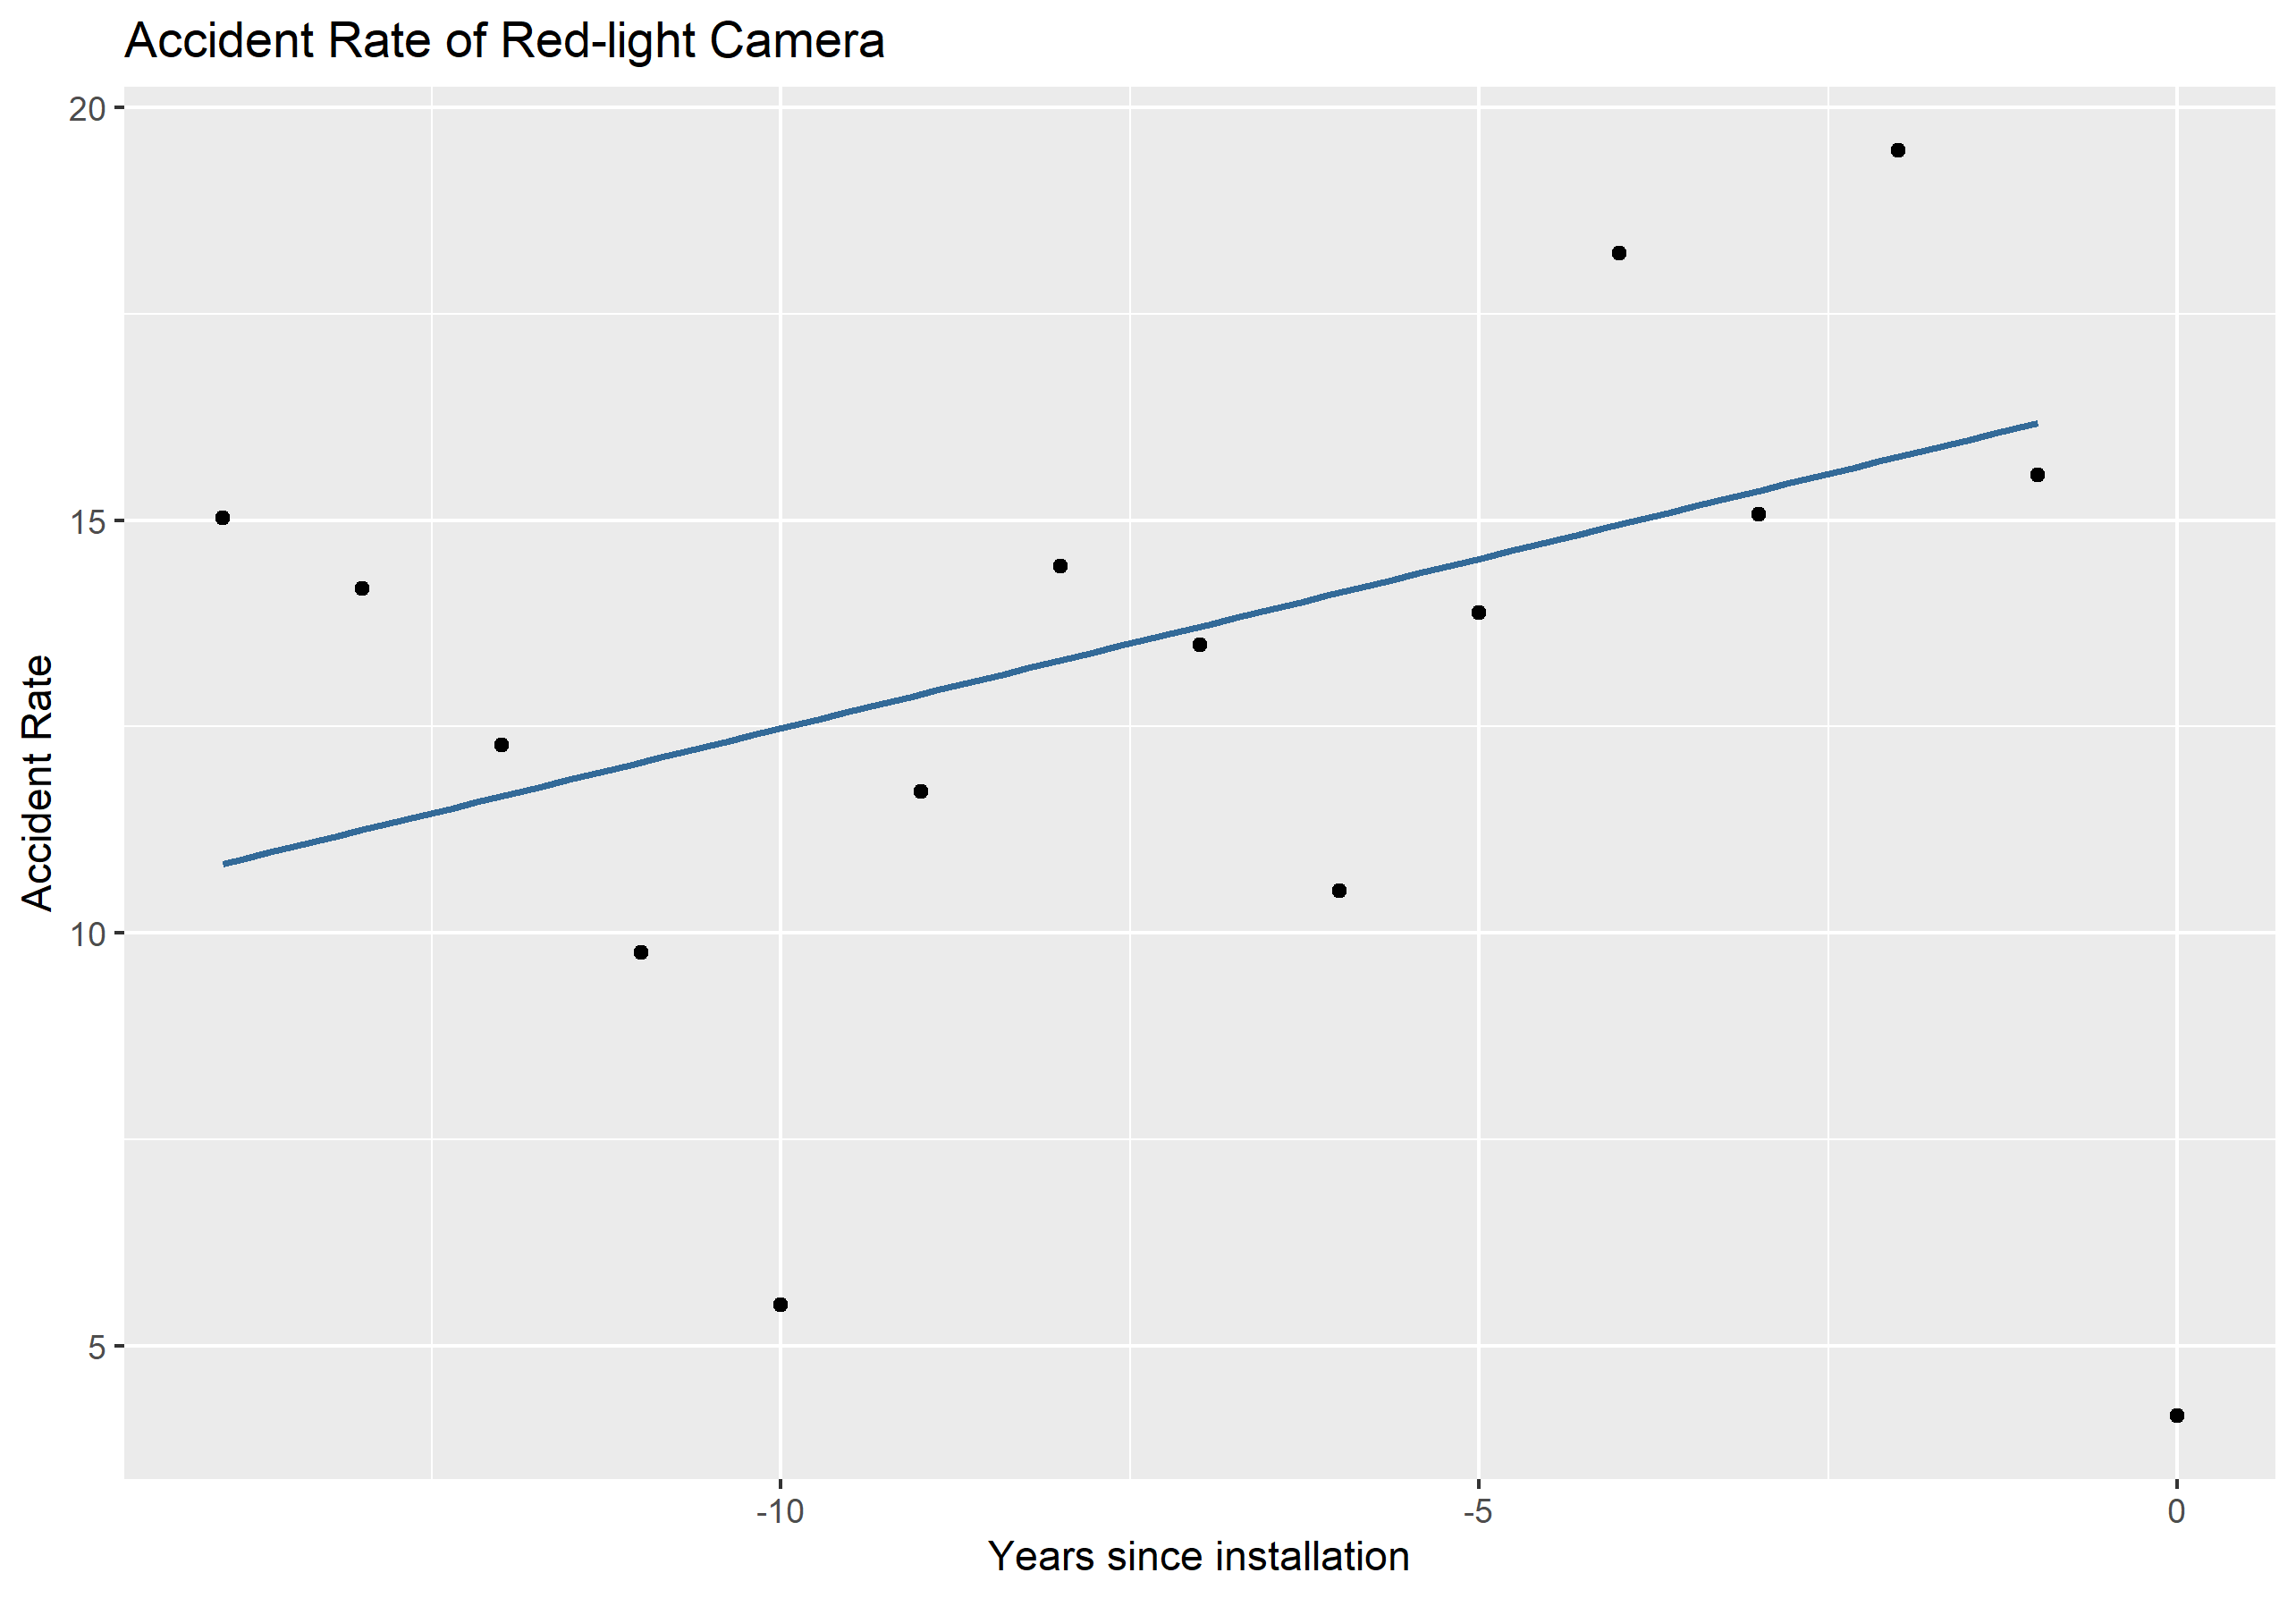 Accident Rate of Red-light Camera
20
15
10
5
Accident Rate
-10
-5
0
Years since installation